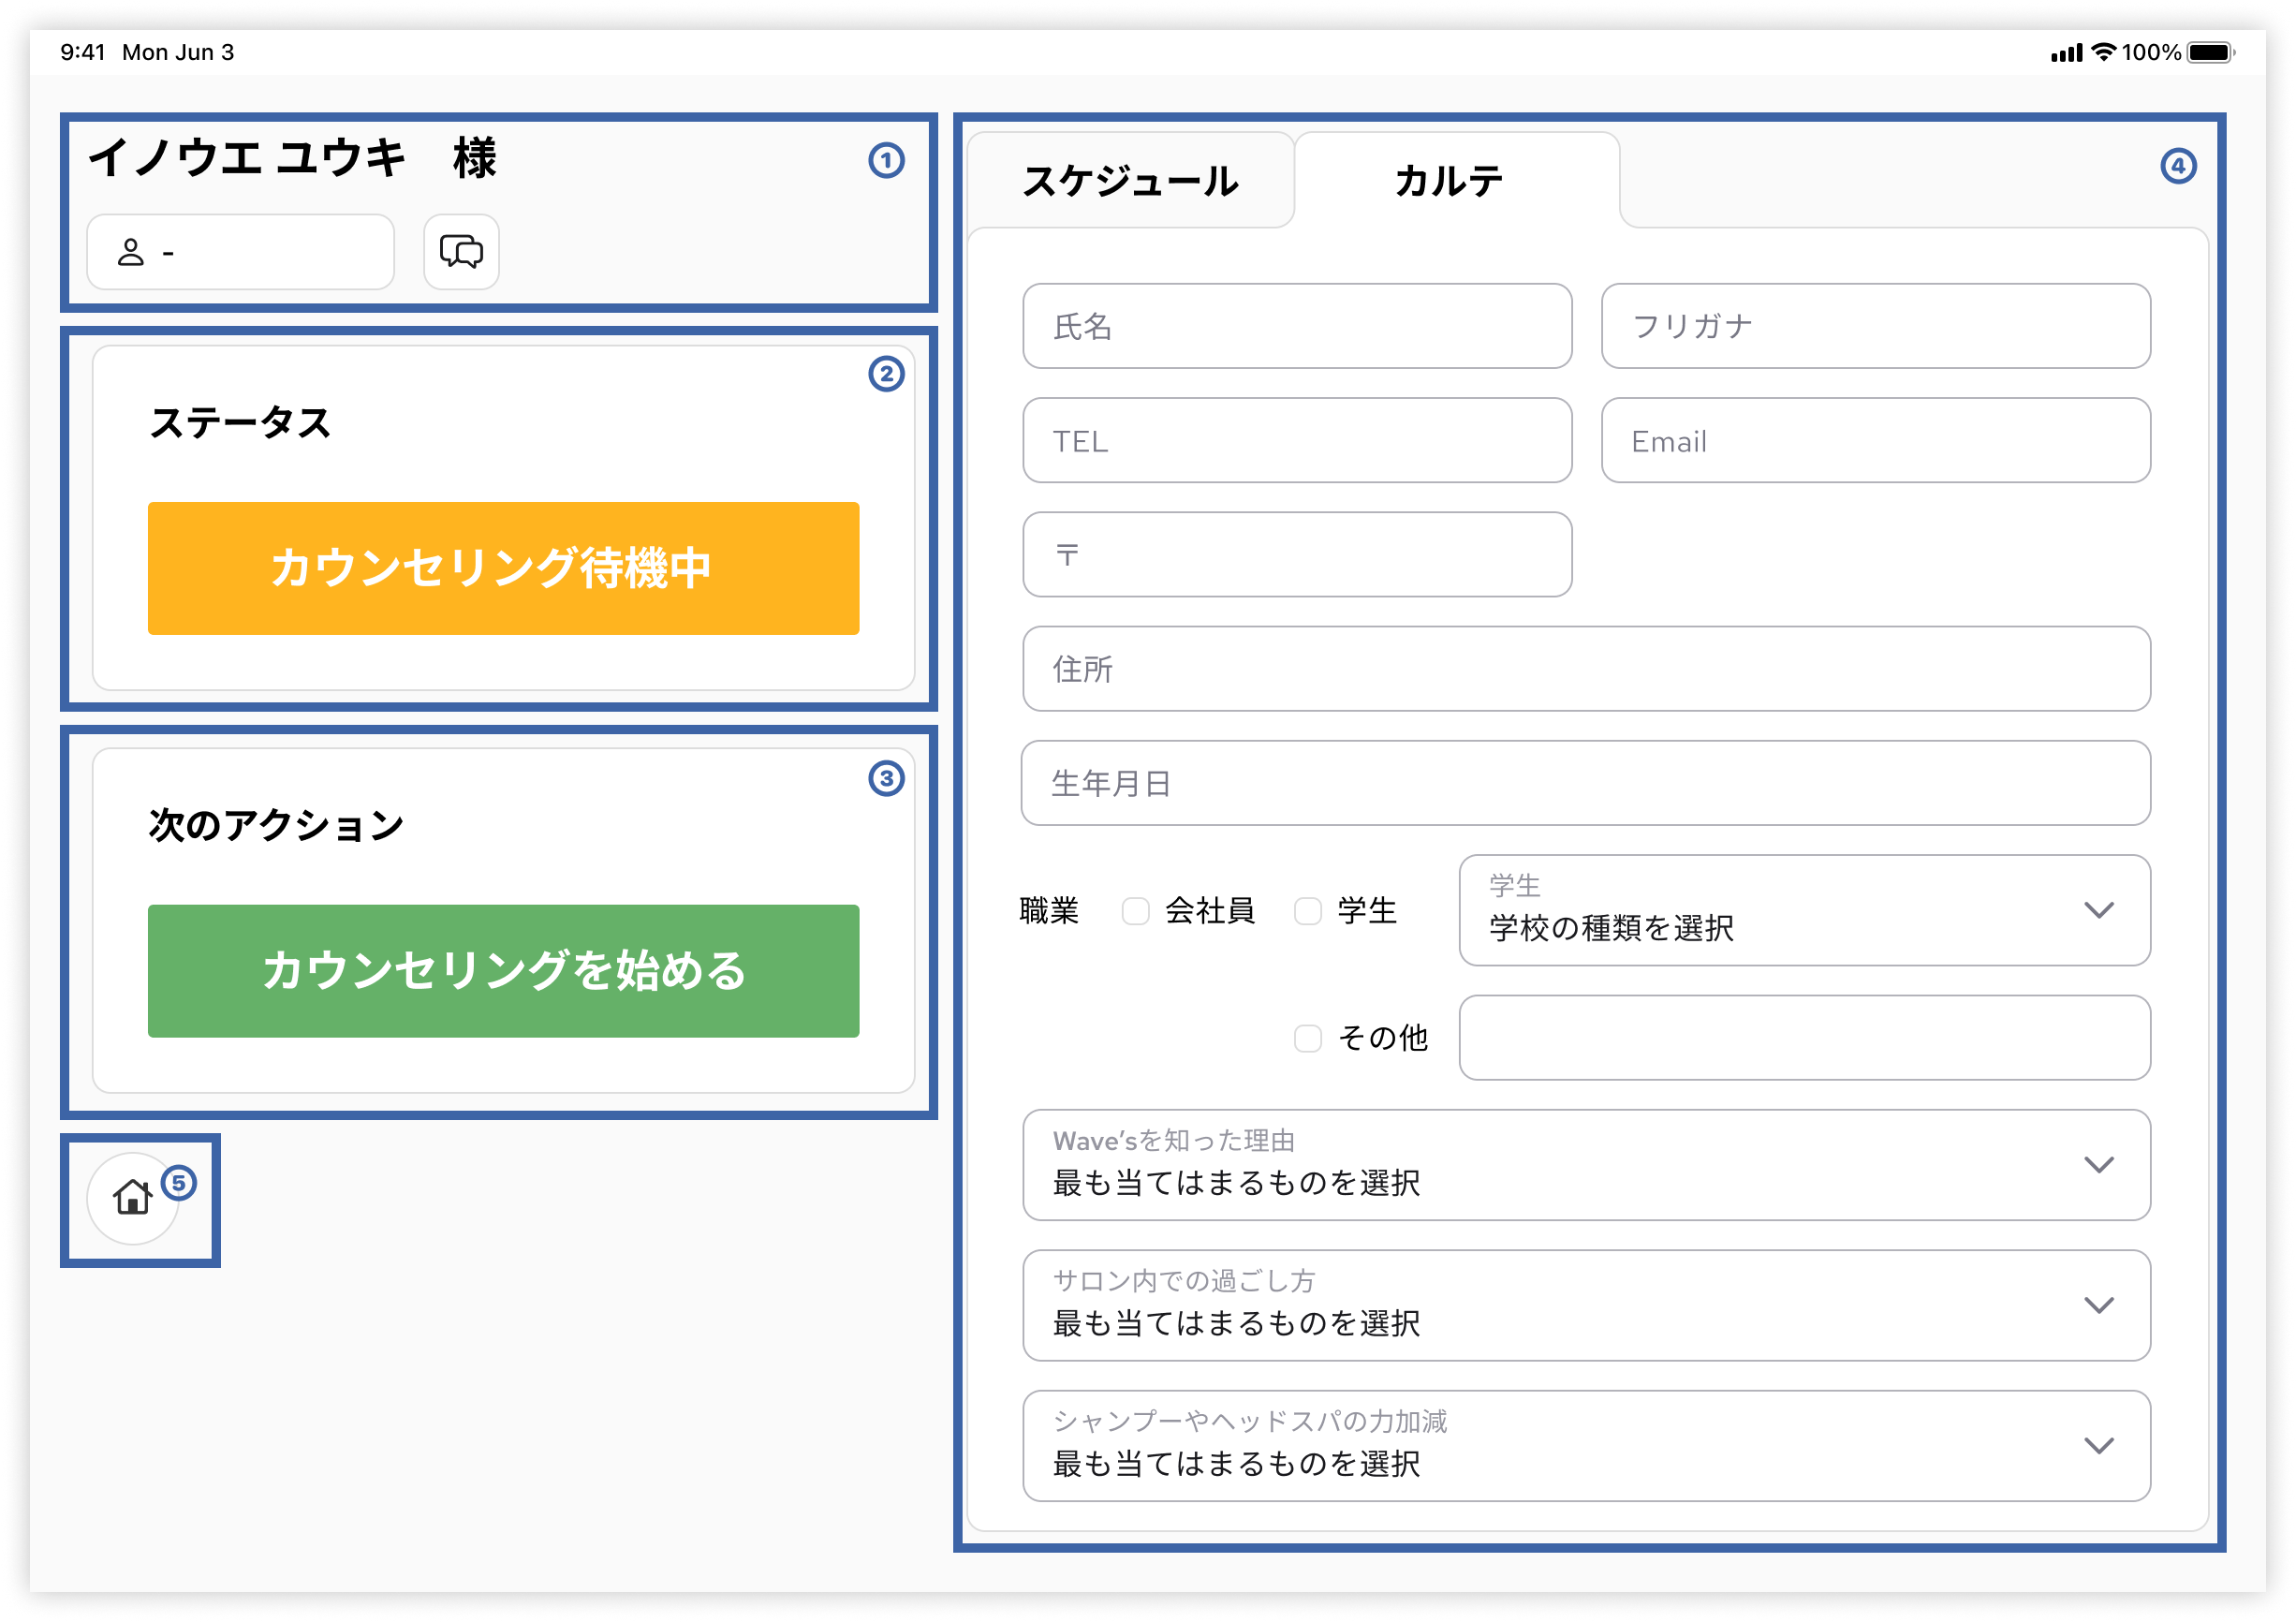 9:41 Mon Jun 3
100%
イノウエ ユウキ 様
①
-
②
ステータス
カウンセリング待機中
③
次のアクション
カウンセリングを始める
⑤
④
スケジュール カルテ
氏名 フリガナ
TEL Email
〒
住所
生年月日
職業 会社員 学生
学生
学校の種類を選択
その他
Wave'sを知った理由
最も当てはまるものを選択
サロン内での過ごし方
最も当てはまるものを選択
シャンプーやヘッドスパの力加減
最も当てはまるものを選択